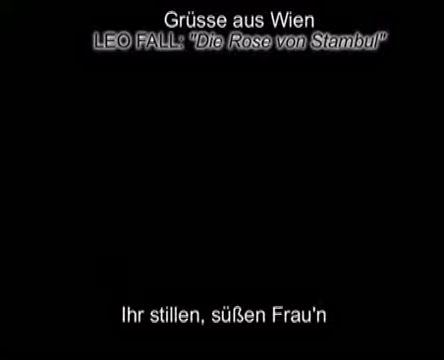 Grüsse aus Wien
LEO FALL: "Die Rose von Stambul"
Ihr stillen, süßen Frau'n